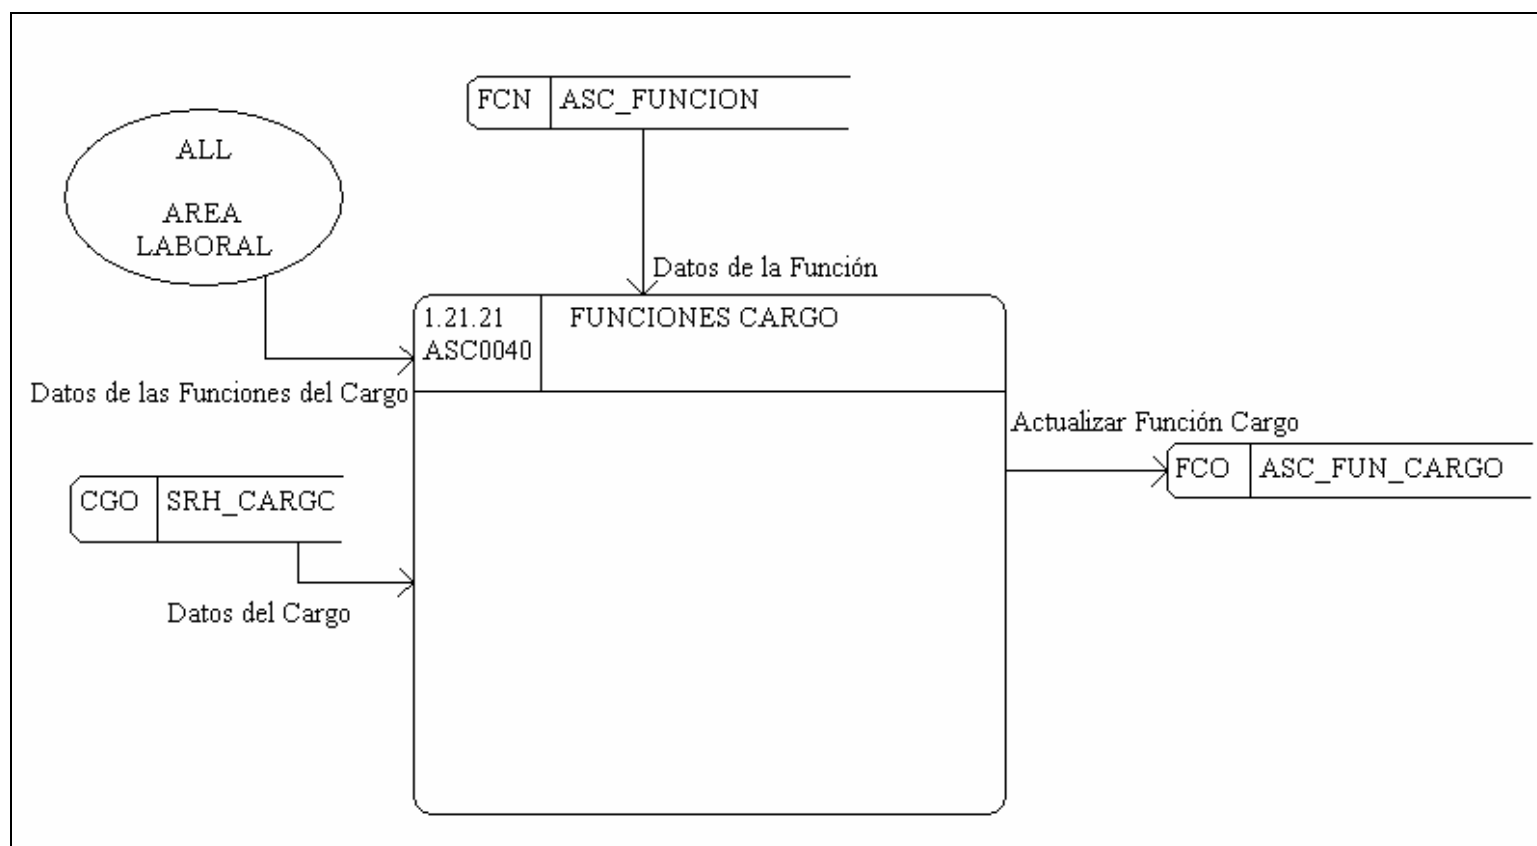 FCN ASC_FUNCION
ALL
AREA
LABORAL
Datos de la Función
1.21.21 FUNCIONES CARGO
ASC0040
Datos de las Funciones del Cargo
Actualizar Función Cargo
FCO ASC_FUN_CARGO
CGO SRH_CARGO
Datos del Cargo